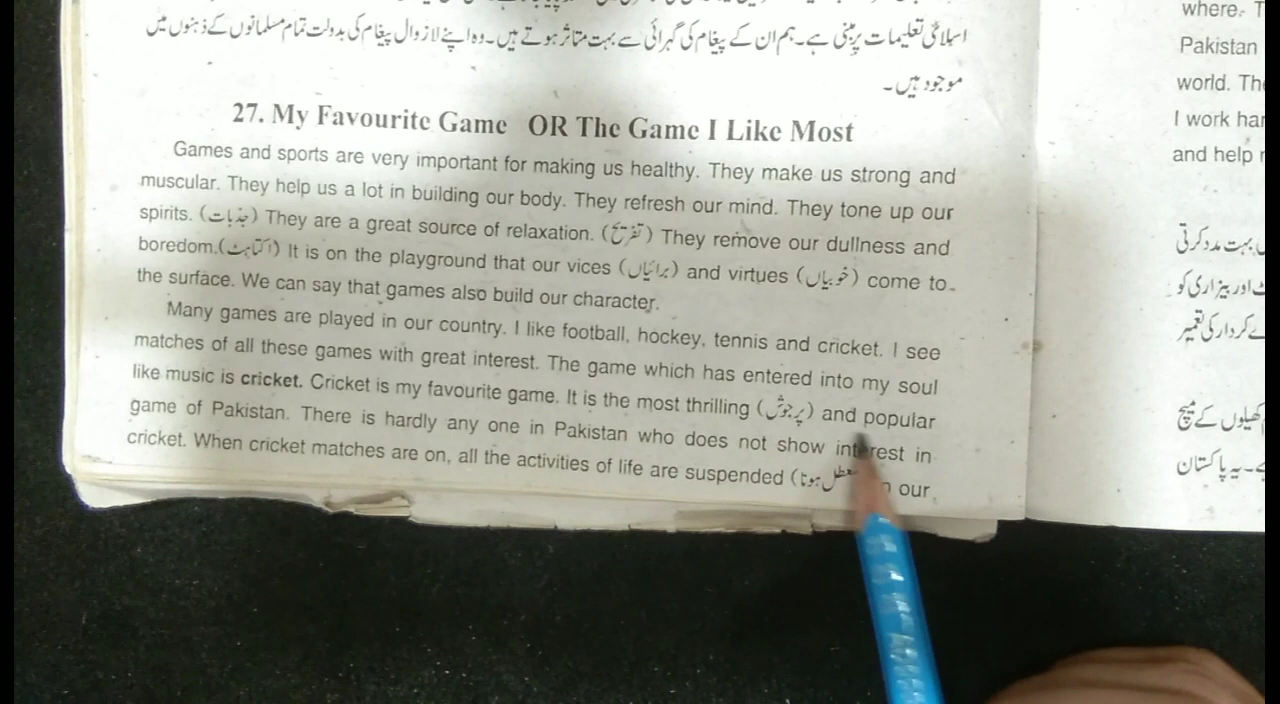 اسلامی تعلیمات پر مبنی ہے۔ ہم ان کے پیغام کی گہرائی سے بہت متاثر ہوتے ہیں۔ وہ اپنے لازوال پیغام کی بدولت تمام مسلمانوں کے ذہنوں میں
موجود ہیں۔
27. My Favourite Game OR The Game I Like Most
Games and sports are very important for making us healthy. They make us strong and
muscular. They help us a lot in building our body. They refresh our mind. They tone up our
spirits. (جذبات) They are a great source of relaxation. (تفریح) They remove our dullness and
boredom.(اکتاہٹ) It is on the playground that our vices (برائیاں) and virtues (خوبیاں) come to
the surface. We can say that games also build our character.
Many games are played in our country. I like football, hockey, tennis and cricket. I see
matches of all these games with great interest. The game which has entered into my soul
like music is cricket. Cricket is my favourite game. It is the most thrilling (پرجوش) and popular
game of Pakistan. There is hardly any one in Pakistan who does not show interest in
cricket. When cricket matches are on, all the activities of life are suspended (معطل ہونا our
where. T
Pakistan
world. Th
I work har
and help
بہت مدد کرتی
اور بیزاری کو
کردار کی تعمیر
کھیلوں کے میچ
ہے۔ یہ پاکستان